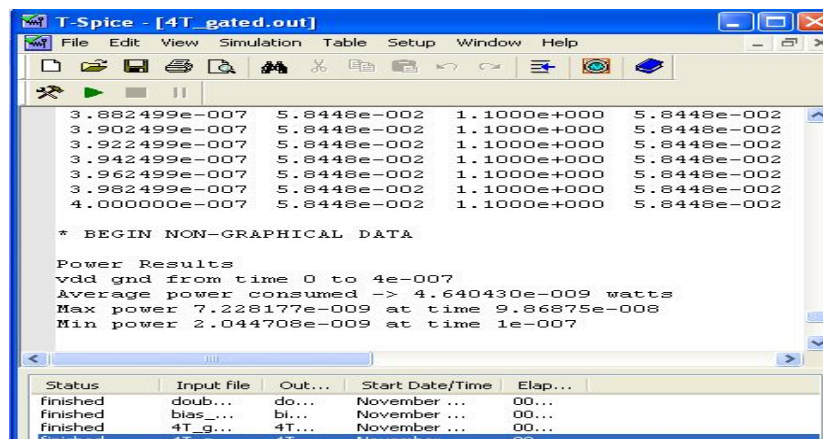 T-Spice - [4T_gated.out]
File Edit View Simulation Table Setup Window Help
3.882499e-007 5.8448e-002 1.1000e+000 5.8448e-002
3.902499e-007 5.8448e-002 1.1000e+000 5.8448e-002
3.922499e-007 5.8448e-002 1.1000e+000 5.8448e-002
3.942499e-007 5.8448e-002 1.1000e+000 5.8448e-002
3.962499e-007 5.8448e-002 1.1000e+000 5.8448e-002
3.982499e-007 5.8448e-002 1.1000e+000 5.8448e-002
4.000000e-007 5.8448e-002 1.1000e+000 5.8448e-002
* BEGIN NON-GRAPHICAL DATA
Power Results
vdd gnd from time 0 to 4e-007
Average power consumed -> 4.640430e-009 watts
Max power 7.228177e-009 at time 9.86875e-008
Min power 2.044708e-009 at time 1e-007
Status Input file Out... Start Date/Time Elap...
finished doub... do... November ... 00...
finished bias_... bi... November ... 00...
finished 4T_g... 4T... November ... 00...
finished 4T_g... 4T... November ... 00...